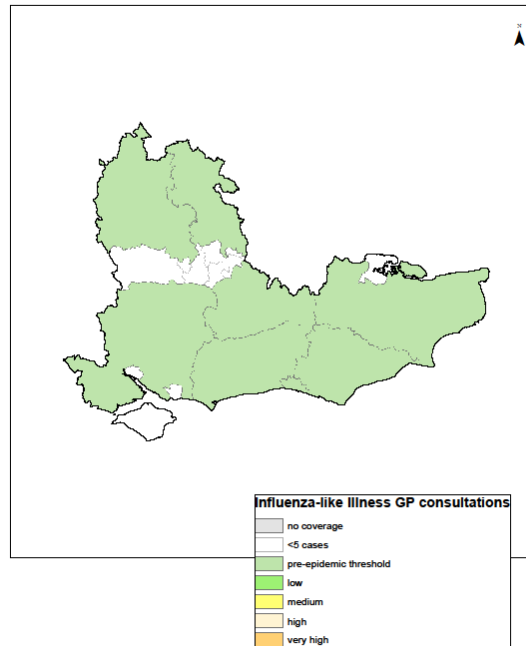 N
Influenza-like Illness GP consultations
no coverage
<5 cases
pre-epidemic threshold
low
medium
high
very high